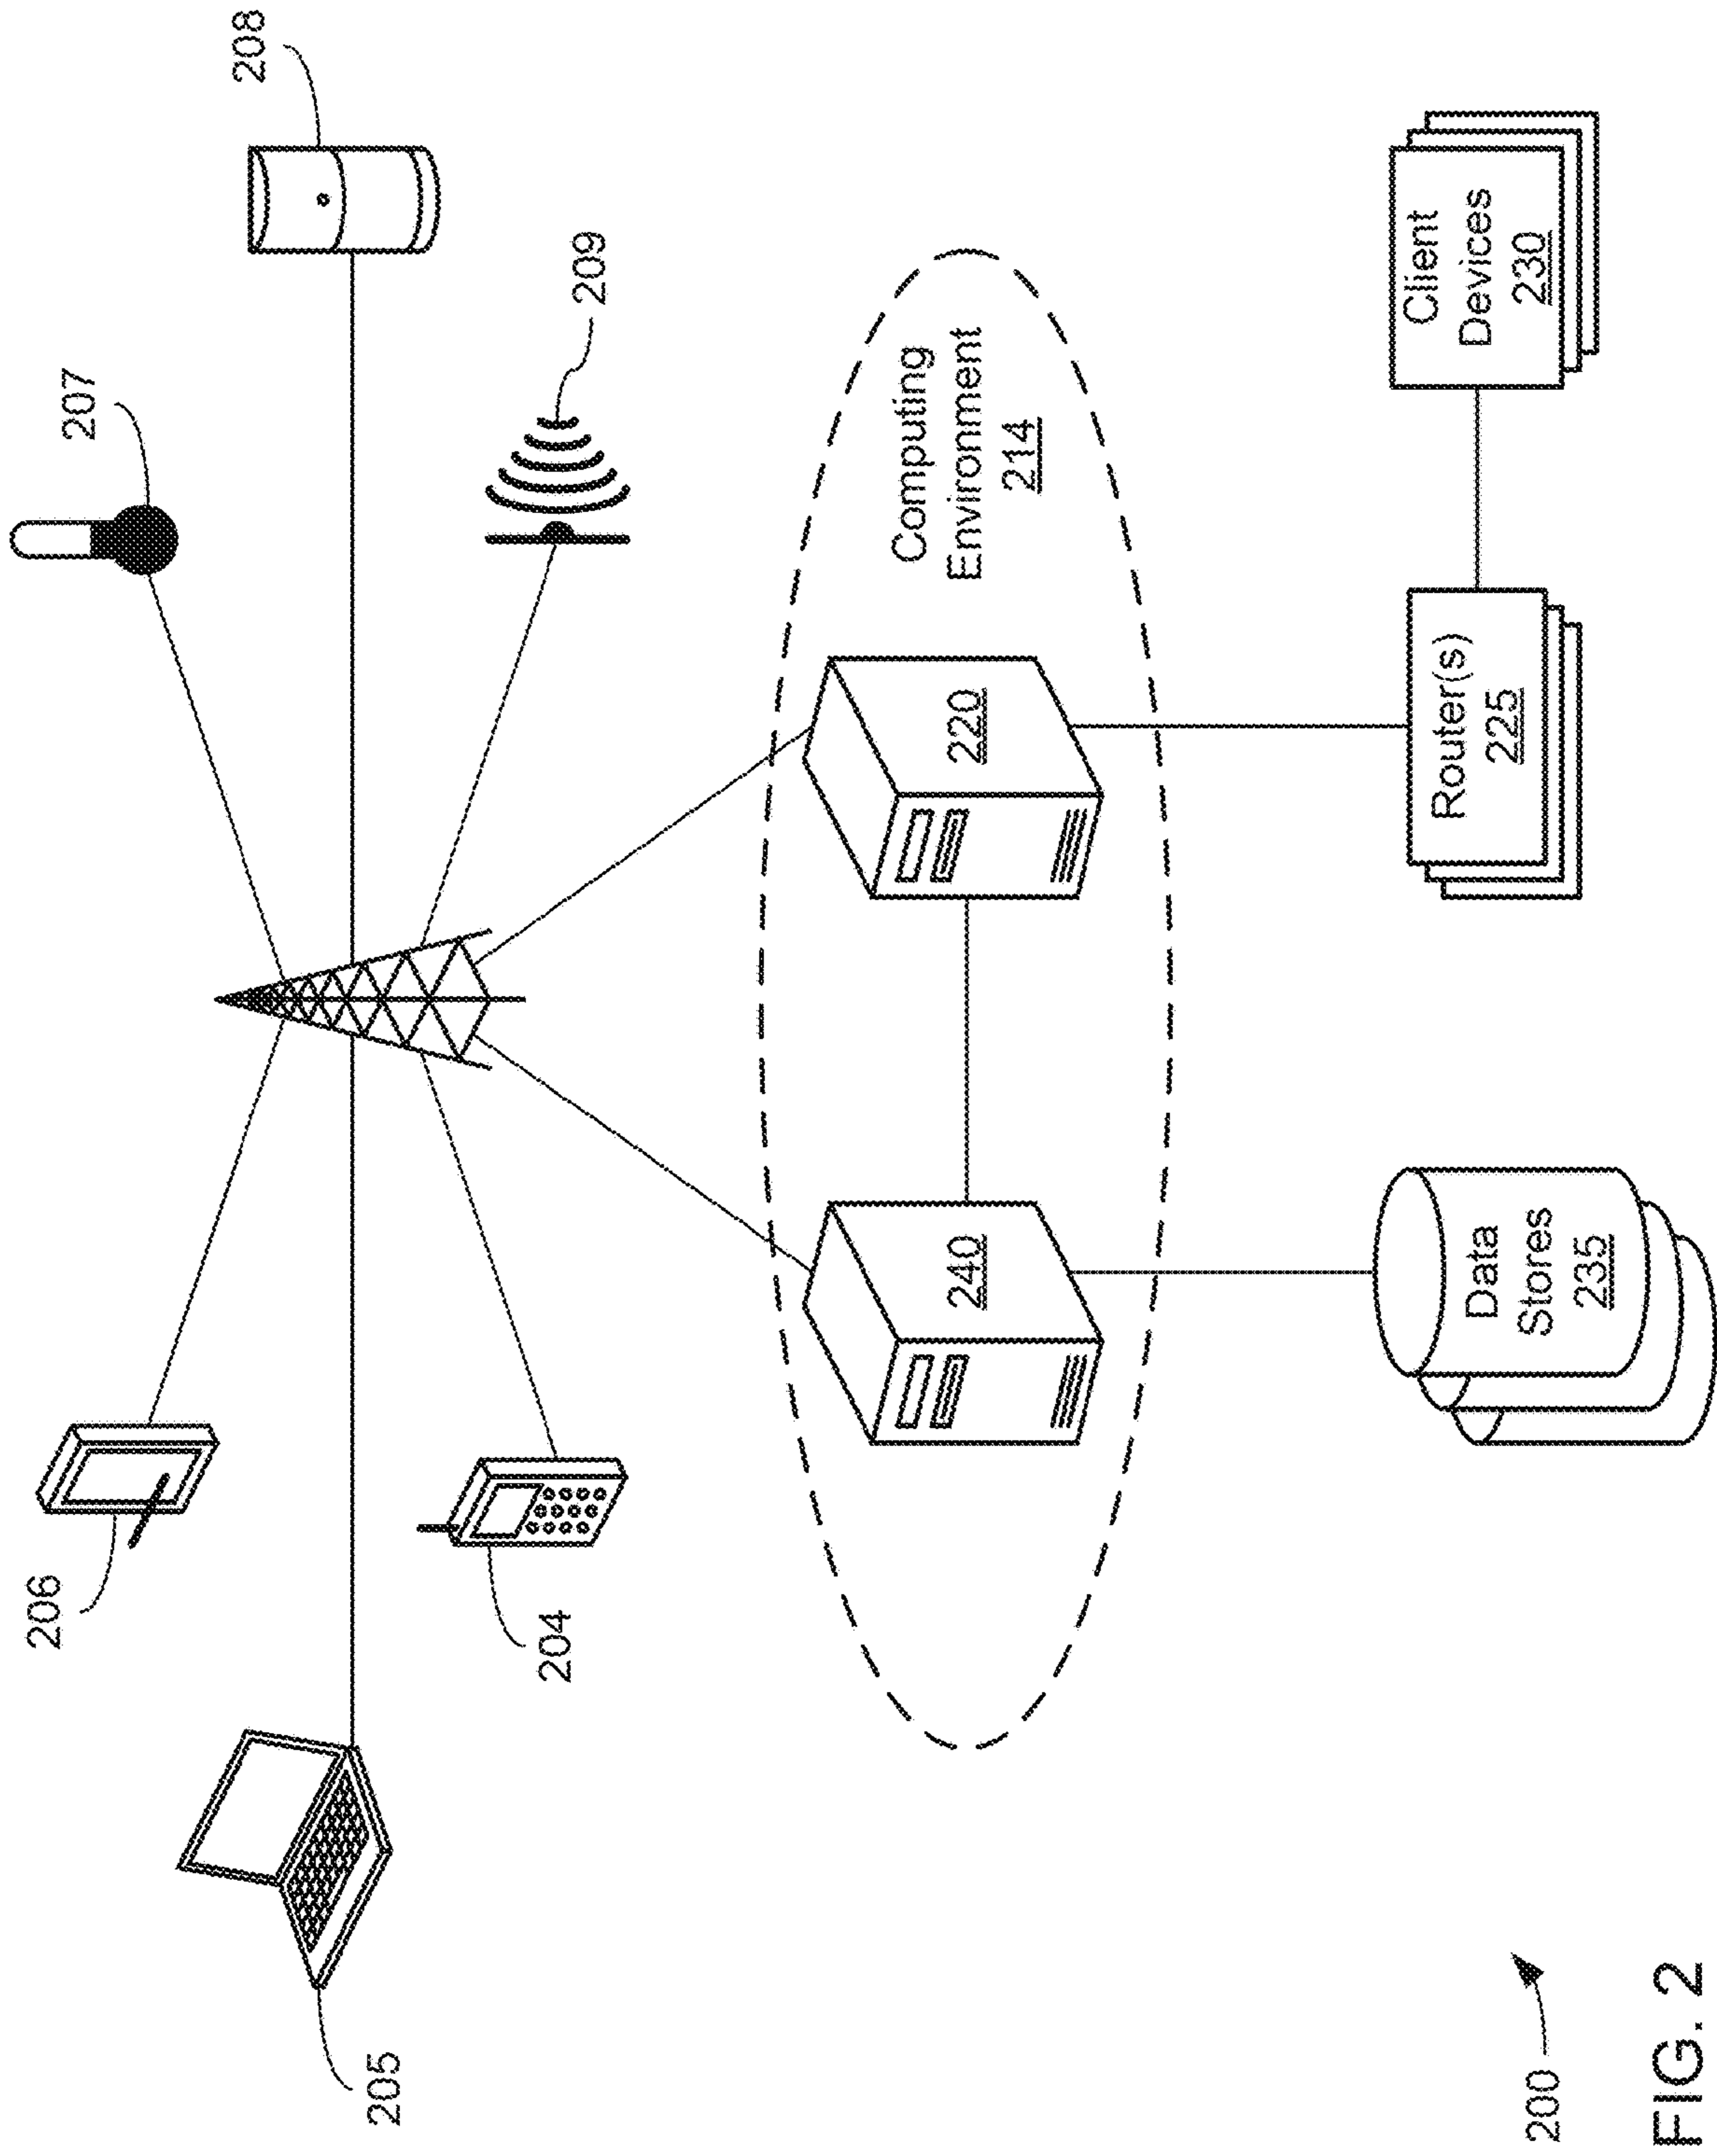 206
207
208
205
204
209
240
220
Computing
Environment
214
Data
Stores
235
Router(s)
225
Client
Devices
230
200
FIG. 2